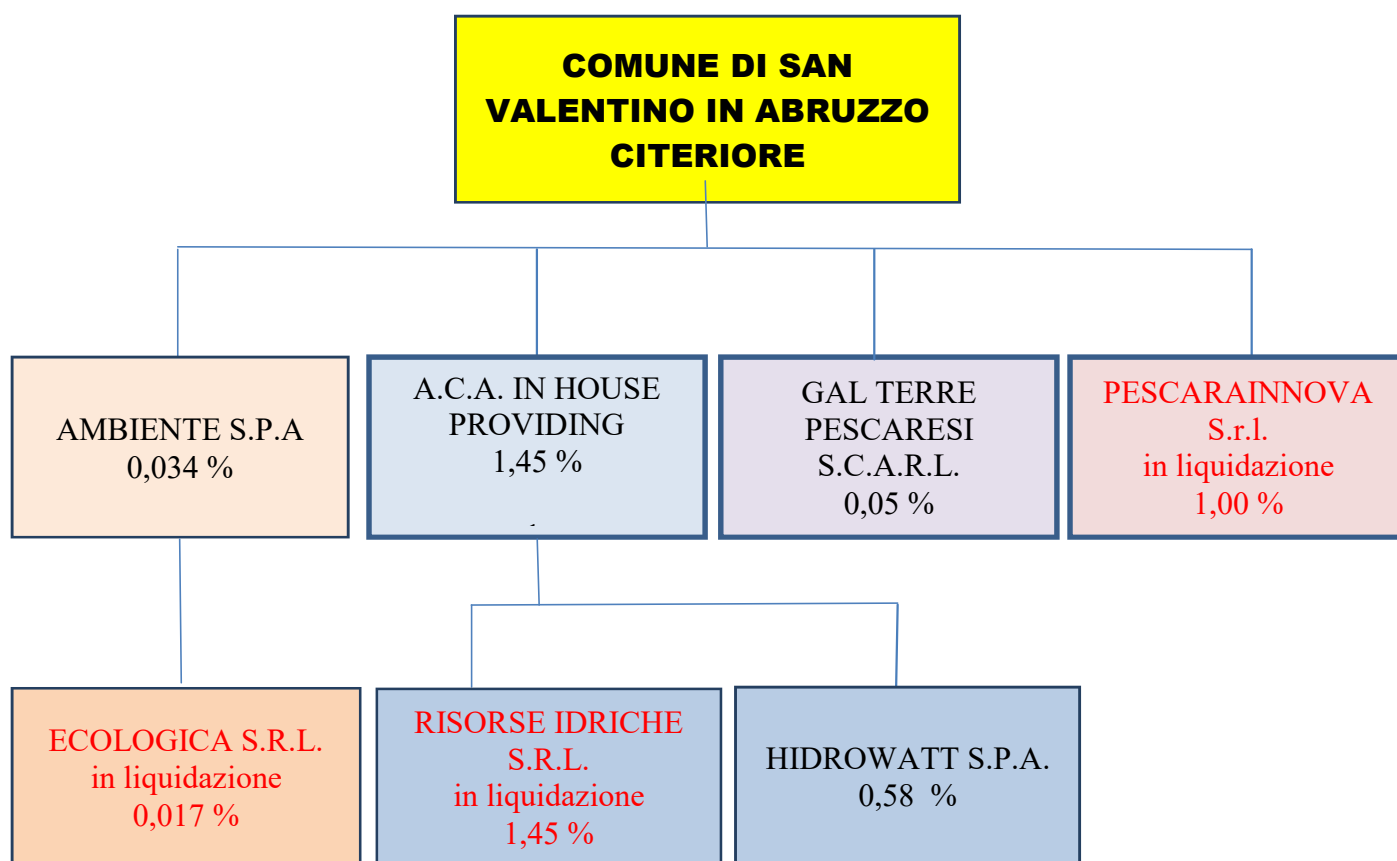 COMUNE DI SAN
VALENTINO IN ABRUZZO
CITERIORE
AMBIENTE S.P.A
0,034 %
A.C.A. IN HOUSE
PROVIDING
1,45 %
GAL TERRE
PESCARESI
S.C.A.R.L.
0,05 %
PESCARAINNOVA
S.r.l.
in liquidazione
1,00 %
ECOLOGICA S.R.L.
in liquidazione
0,017 %
RISORSE IDRICHE
S.R.L.
in liquidazione
1,45 %
HIDROWATT S.P.A.
0,58 %